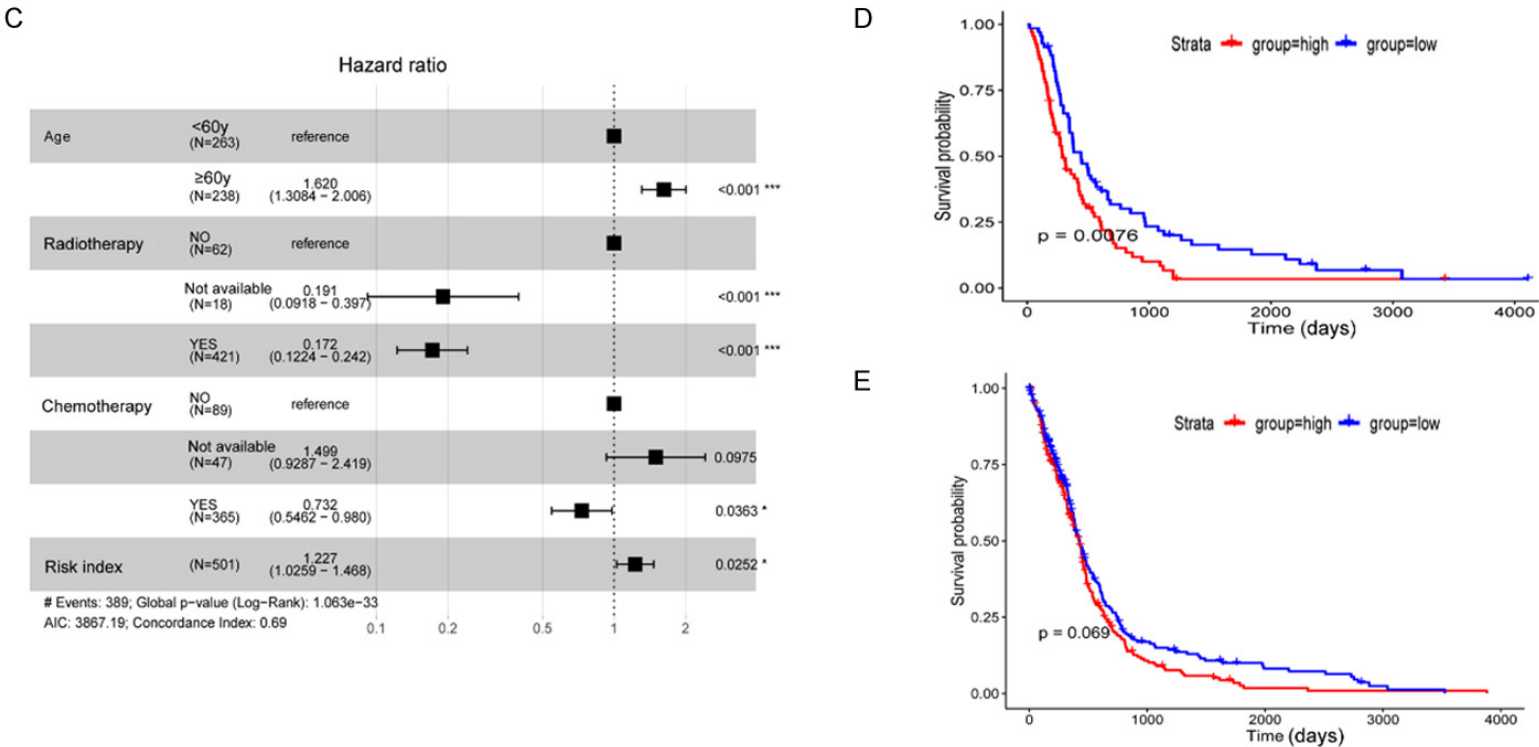 C
Hazard ratio
Age <60y reference
(N=263)
≥60y 1.620 <0.001 ***
(N=238) (1.3084 − 2.006)
Radiotherapy NO reference
(N=62)
Not available 0.191 <0.001 ***
(N=18) (0.0918 − 0.397)
YES 0.172 <0.001 ***
(N=421) (0.1224 − 0.242)
Chemotherapy NO reference
(N=89)
Not available 1.499 0.0975
(N=47) (0.9287 − 2.419)
YES 0.732 0.0363 *
(N=365) (0.5462 − 0.980)
Risk index (N=501) 1.227 0.0252 *
(1.0259 − 1.468)
# Events: 389; Global p−value (Log−Rank): 1.063e−33
AIC: 3867.19; Concordance Index: 0.69
0.1 0.2 0.5 1 2
D
Strata group=high group=low
Survival probability
1.00
0.75
0.50
0.25
0.00
p = 0.0076
0 1000 2000 3000 4000
Time (days)
E
Strata group=high group=low
Survival probability
1.00
0.75
0.50
0.25
0.00
p = 0.069
0 1000 2000 3000 4000
Time (days)